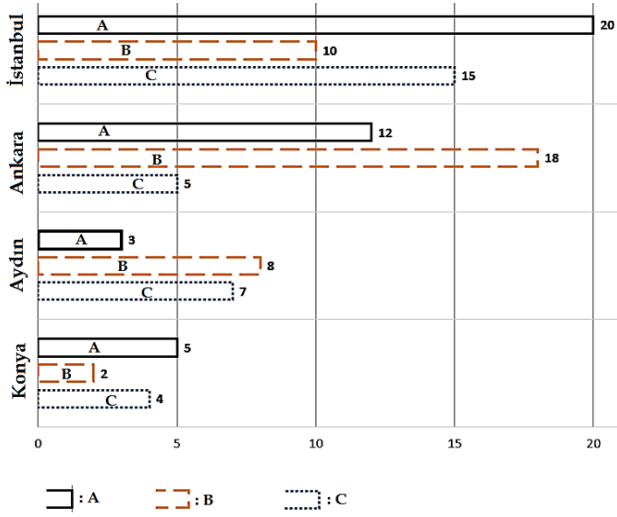 İstanbul
A 20
B 10
C 15
Ankara
A 12
B 18
C 5
Aydın
A 3
B 8
C 7
Konya
A 5
B 2
C 4
0 5 10 15 20
: A : B : C